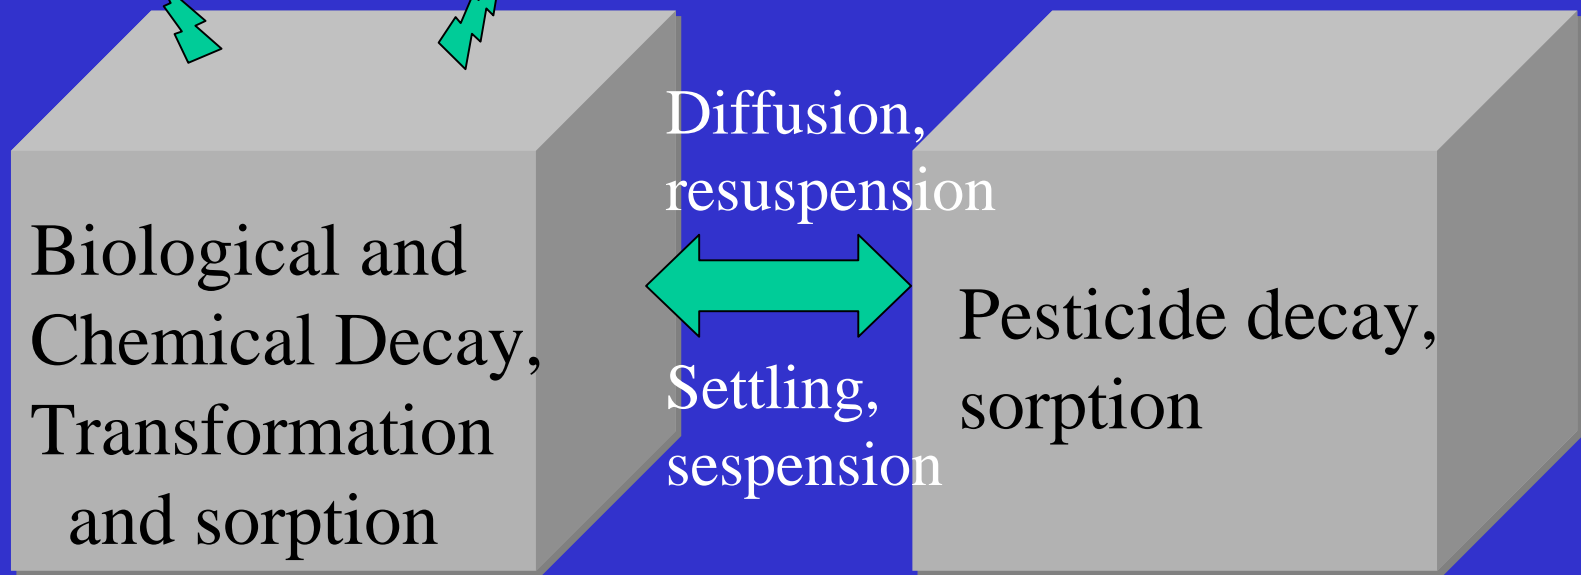 Biological and
Chemical Decay,
Transformation
and sorption
Diffusion,
resuspension
Settling,
sespension
Pesticide decay,
sorption